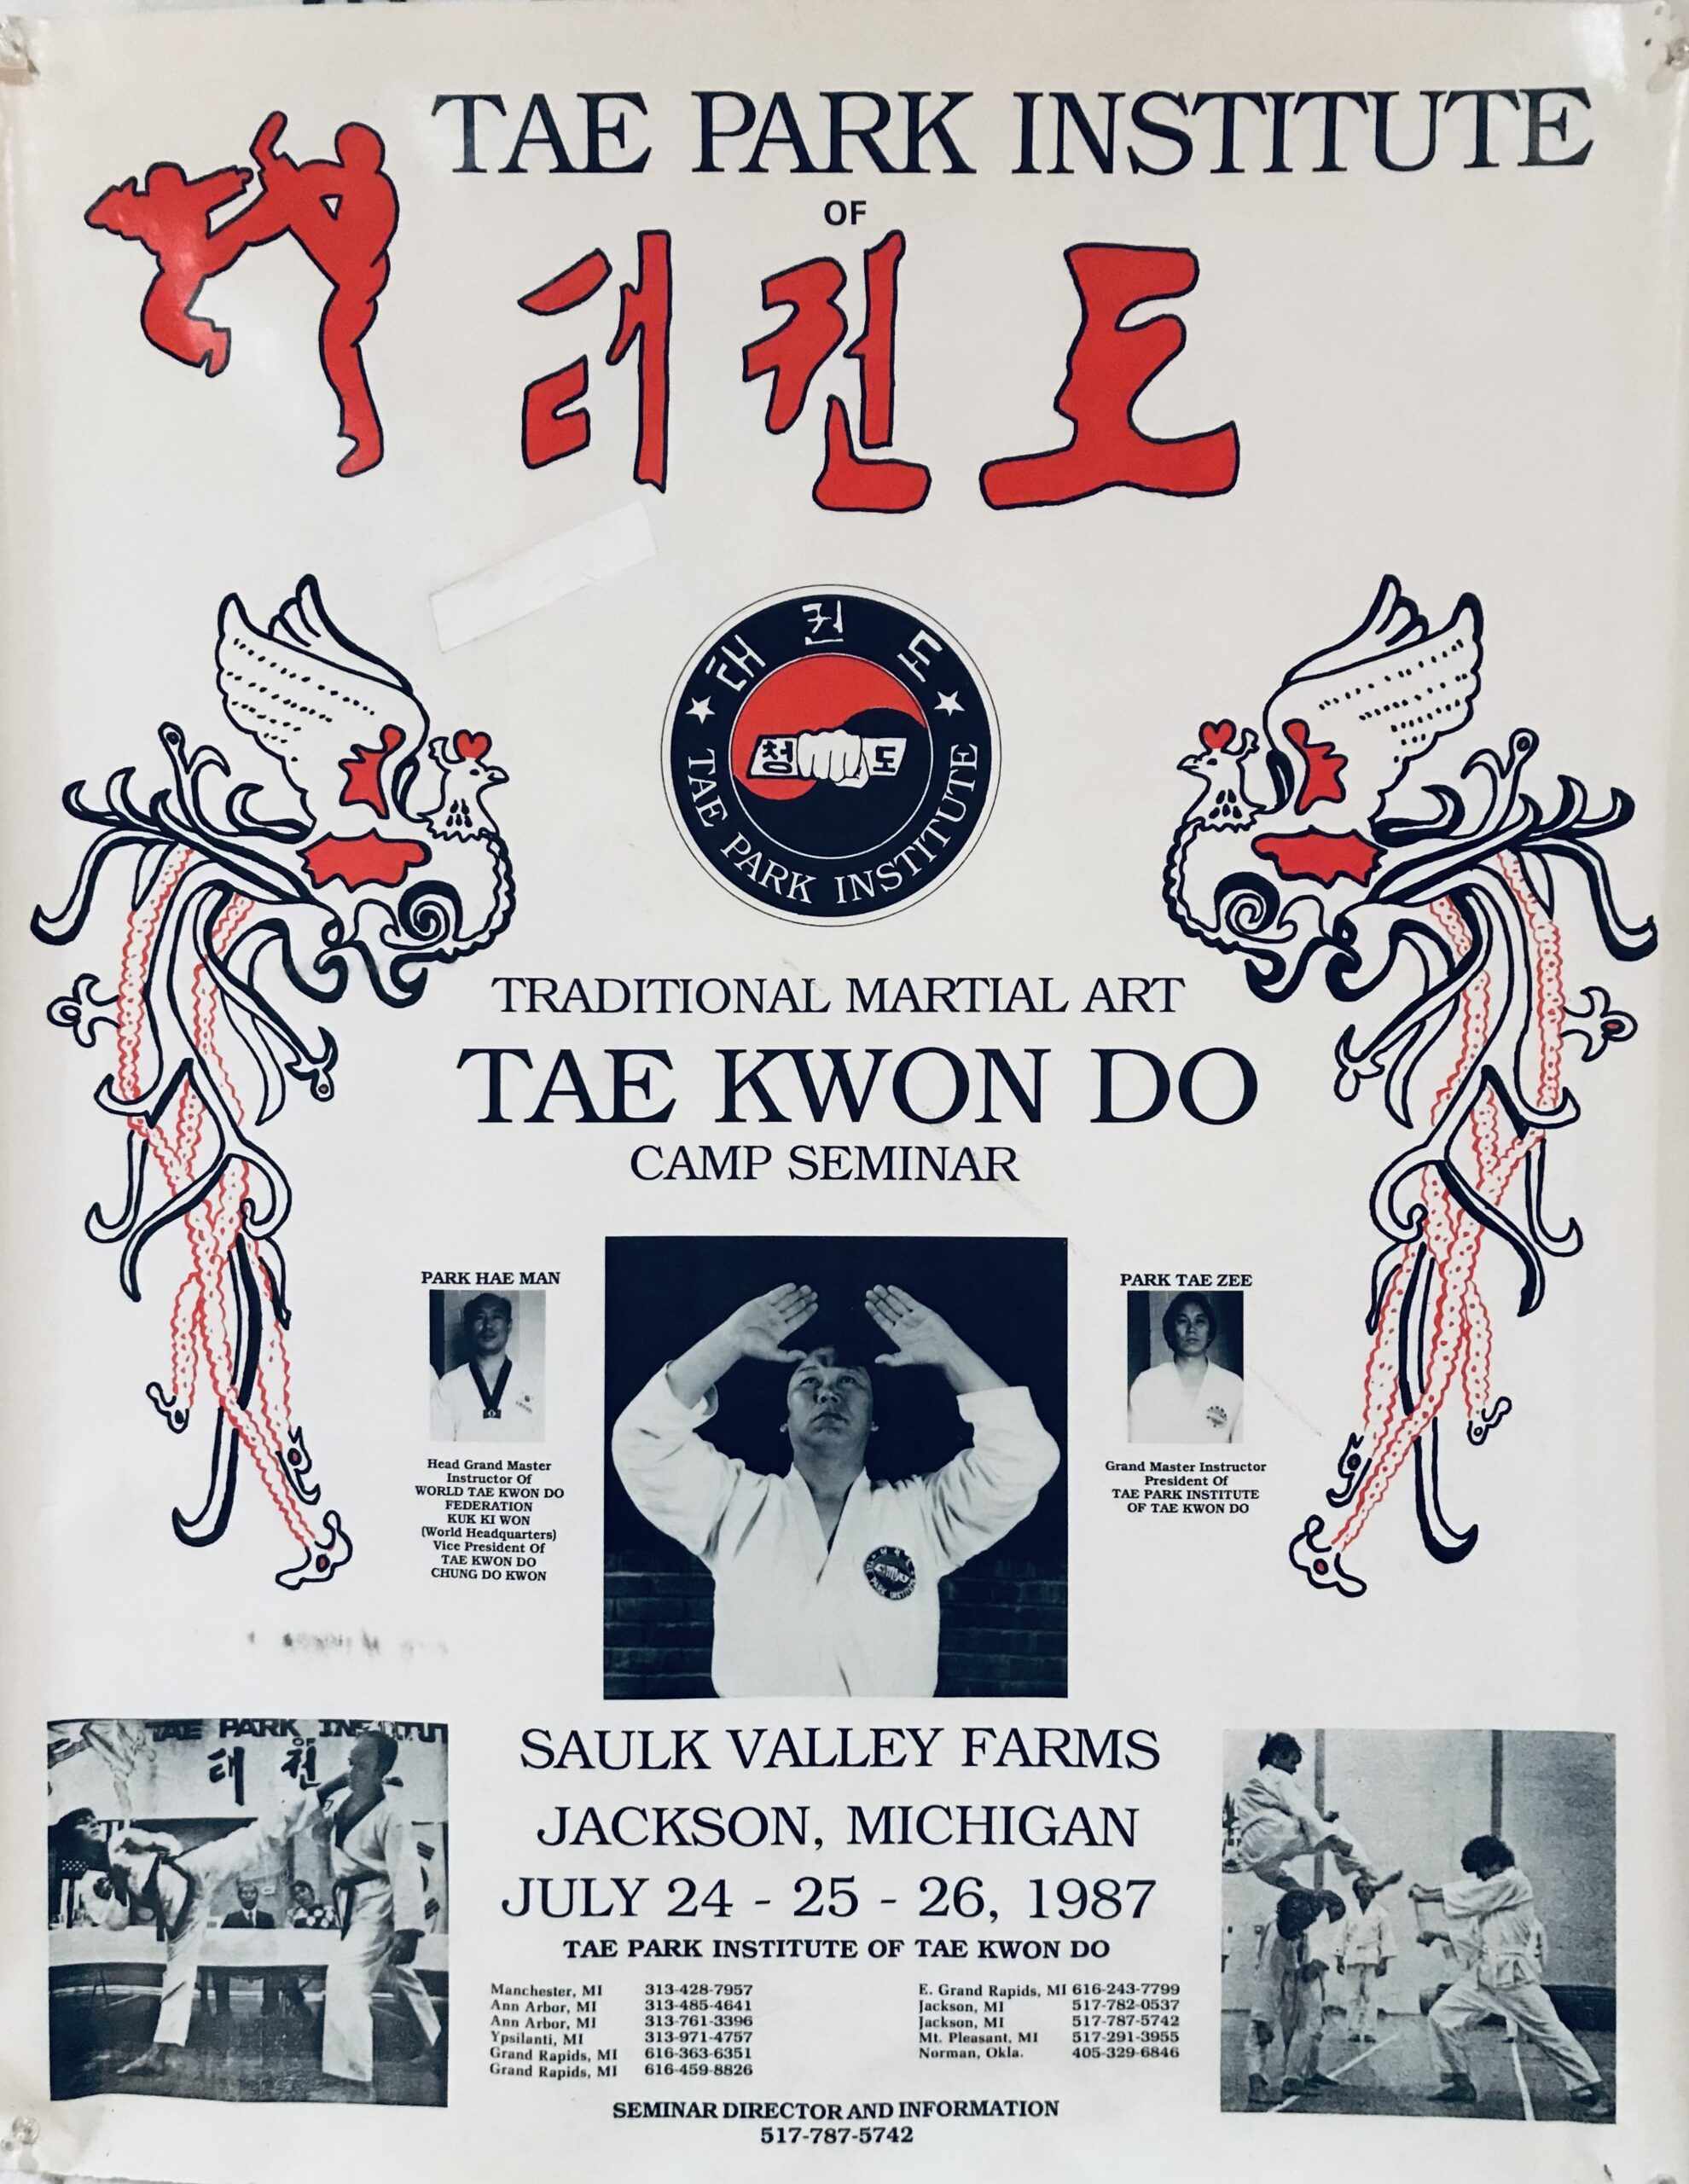 TAE PARK INSTITUTE
OF
태권도
태권도
청도
TAE PARK INSTITUTE
TRADITIONAL MARTIAL ART
TAE KWON DO
CAMP SEMINAR
PARK HAE MAN
Head Grand Master
Instructor Of
WORLD TAE KWON DO
FEDERATION
KUK KI WON
(World Headquarters)
Vice President Of
TAE KWON DO
CHUNG DO KWON
PARK TAE ZEE
Grand Master Instructor
President Of
TAE PARK INSTITUTE
OF TAE KWON DO
TAE PARK INSTITUT
OF
태 권
SAULK VALLEY FARMS
JACKSON, MICHIGAN
JULY 24 - 25 - 26, 1987
TAE PARK INSTITUTE OF TAE KWON DO
Manchester, MI 313-428-7957
Ann Arbor, MI 313-485-4641
Ann Arbor, MI 313-761-3396
Ypsilanti, MI 313-971-4757
Grand Rapids, MI 616-363-6351
Grand Rapids, MI 616-459-8826
E. Grand Rapids, MI 616-243-7799
Jackson, MI 517-782-0537
Jackson, MI 517-787-5742
Mt. Pleasant, MI 517-291-3955
Norman, Okla. 405-329-6846
SEMINAR DIRECTOR AND INFORMATION
517-787-5742